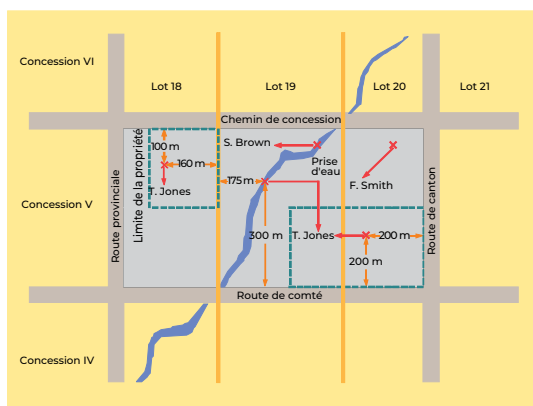 Concession VI
Lot 18
Lot 19
Lot 20
Lot 21
Chemin de concession
Limite de la propriété
100 m
S. Brown
Prise
d'eau
160 m
175 m
T. Jones
F. Smith
Concession V
Route provinciale
Route de canton
300 m
T. Jones
200 m
200 m
Route de comté
Concession IV